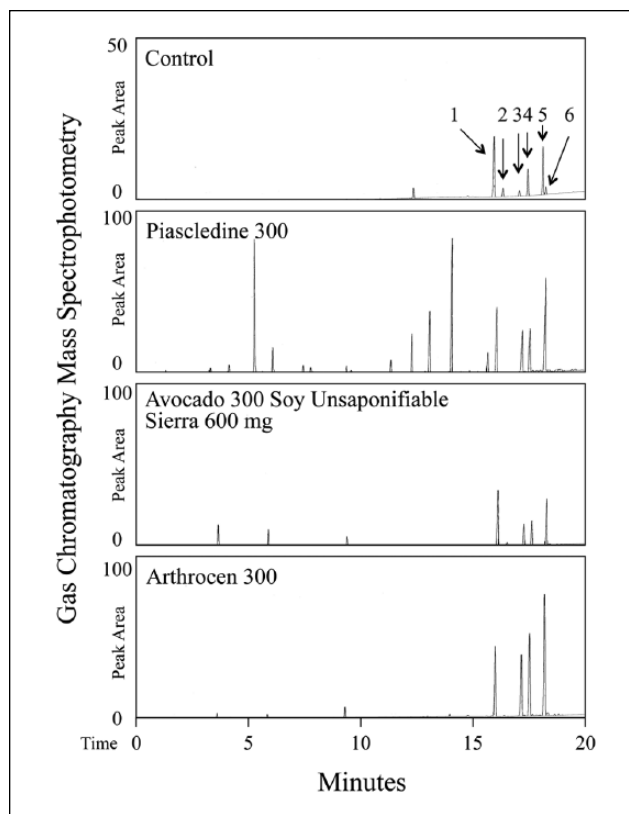 Gas Chromatography Mass Spectrophotometry
50
Peak Area
0
Control
1 2 3 4 5 6
100
Peak Area
0
Piascledine 300
100
Peak Area
0
Avocado 300 Soy Unsaponifiable
Sierra 600 mg
100
Peak Area
0
Arthrocen 300
Time 0 5 10 15 20
Minutes